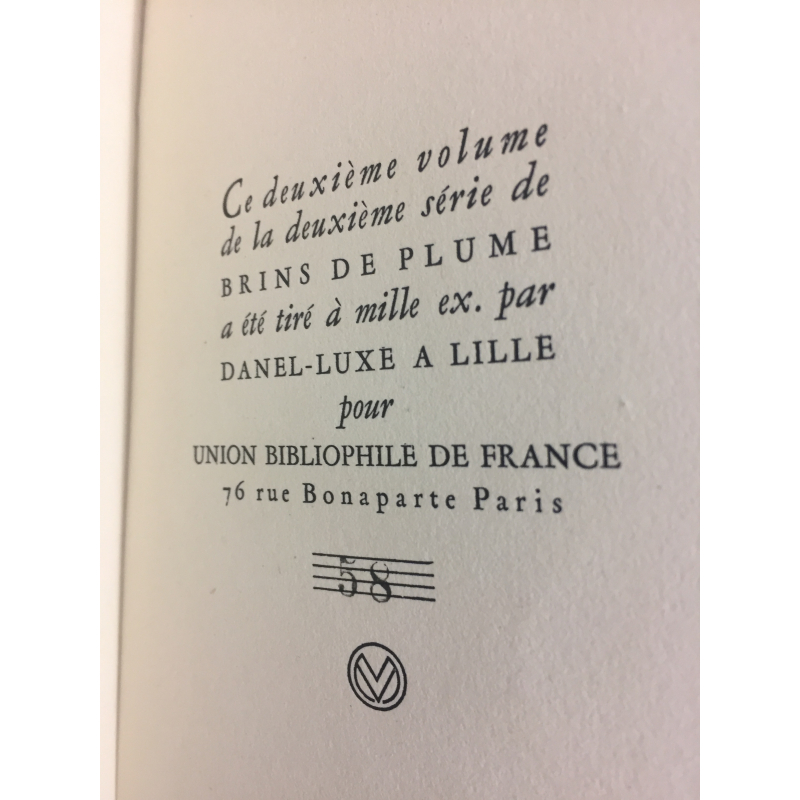 Ce deuxième volume
de la deuxième série de
BRINS DE PLUME
a été tiré à mille ex. par
DANEL-LUXE A LILLE
pour
UNION BIBLIOPHILE DE FRANCE
76 rue Bonaparte Paris
58